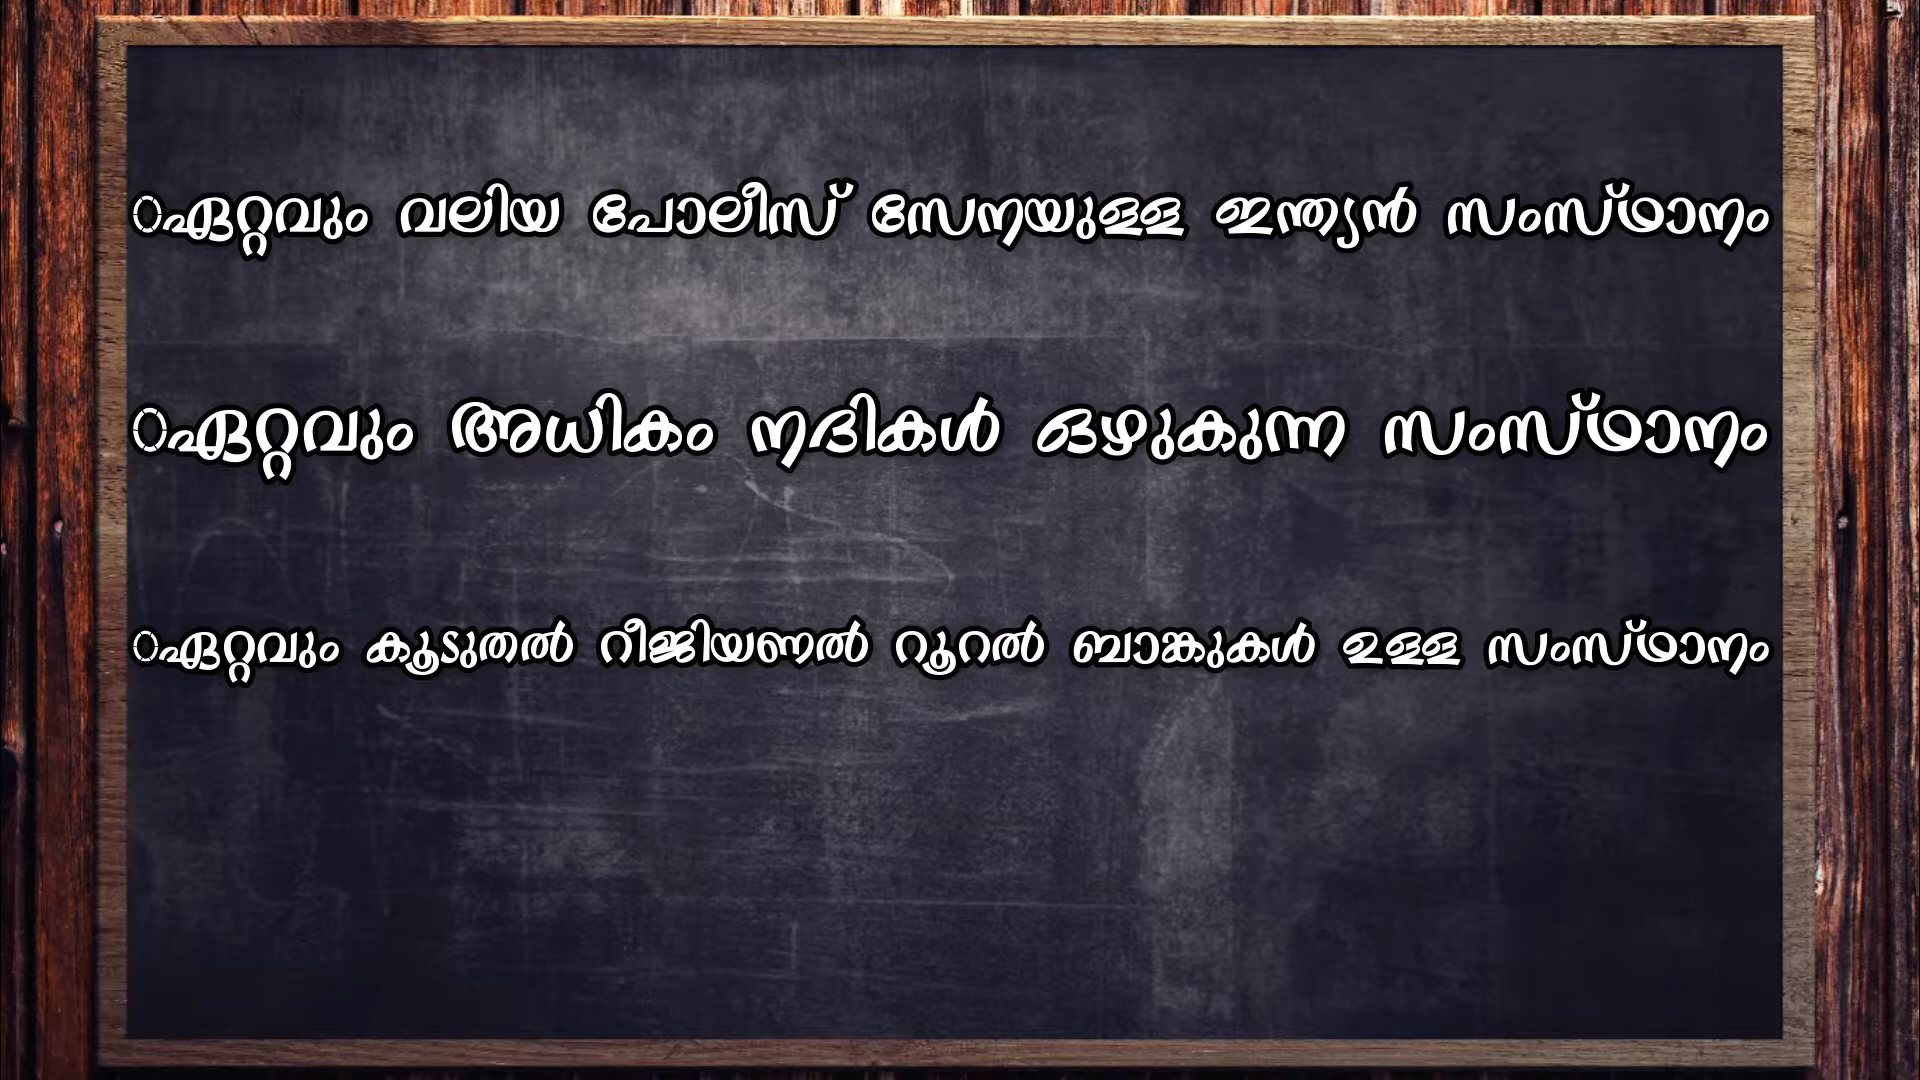 ഏറ്റവും വലിയ പോലീസ് സേനയുള്ള ഇന്ത്യൻ സംസ്ഥാനം
ഏറ്റവും അധികം നദികൾ ഒഴുകുന്ന സംസ്ഥാനം
ഏറ്റവും കൂടുതൽ റീജിയണൽ റൂറൽ ബാങ്കുകൾ ഉള്ള സംസ്ഥാനം